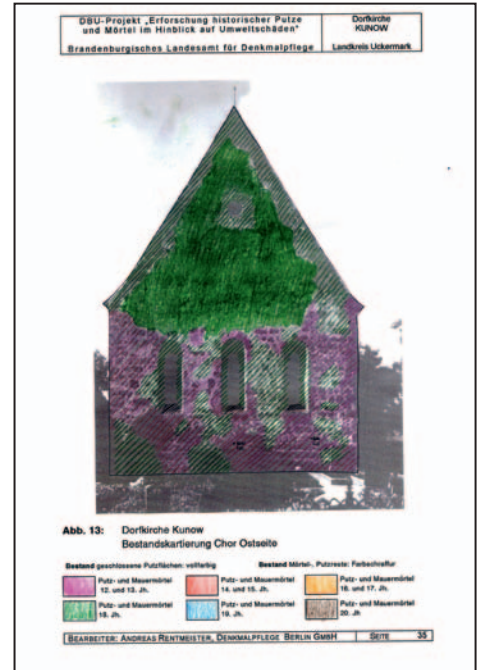 DBU-Projekt „Erforschung historischer Putze
und Mörtel im Hinblick auf Umweltschäden"
Brandenburgisches Landesamt für Denkmalpflege
Dorfkirche
KUNOW
Landkreis Uckermark
Abb. 13: Dorfkirche Kunow
Bestandskartierung Chor Ostseite
Bestand geschlossene Putzflächen: vollfarbig
Bestand Mörtel-, Putzreste: Farbschraffur
Putz- und Mauermörtel
12. und 13. Jh.
Putz- und Mauermörtel
14. und 15. Jh.
Putz- und Mauermörtel
16. und 17. Jh.
Putz- und Mauermörtel
18. Jh.
Putz- und Mauermörtel
19. Jh.
Putz- und Mauermörtel
20. Jh
BEARBEITER: ANDREAS RENTMEISTER, DENKMALPFLEGE BERLIN GMBH
SEITE 35